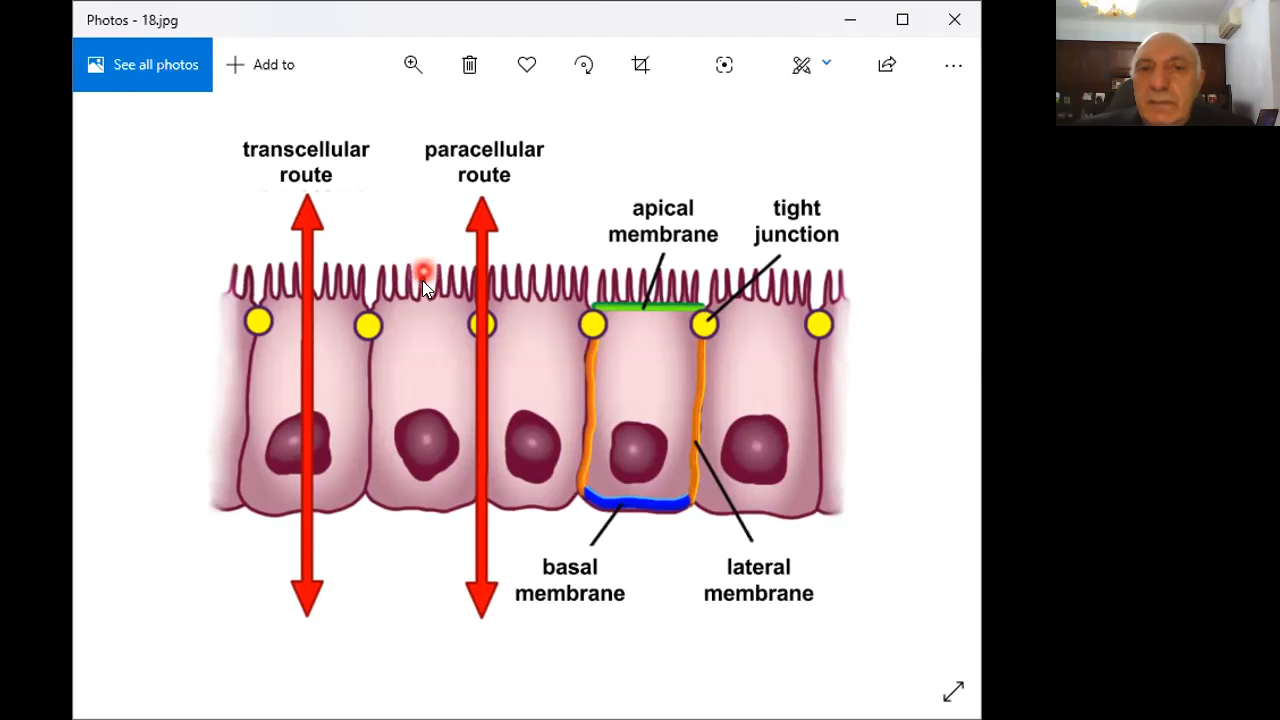 Photos - 18.jpg
See all photos
Add to
transcellular
route
paracellular
route
apical
membrane
tight
junction
basal
membrane
lateral
membrane